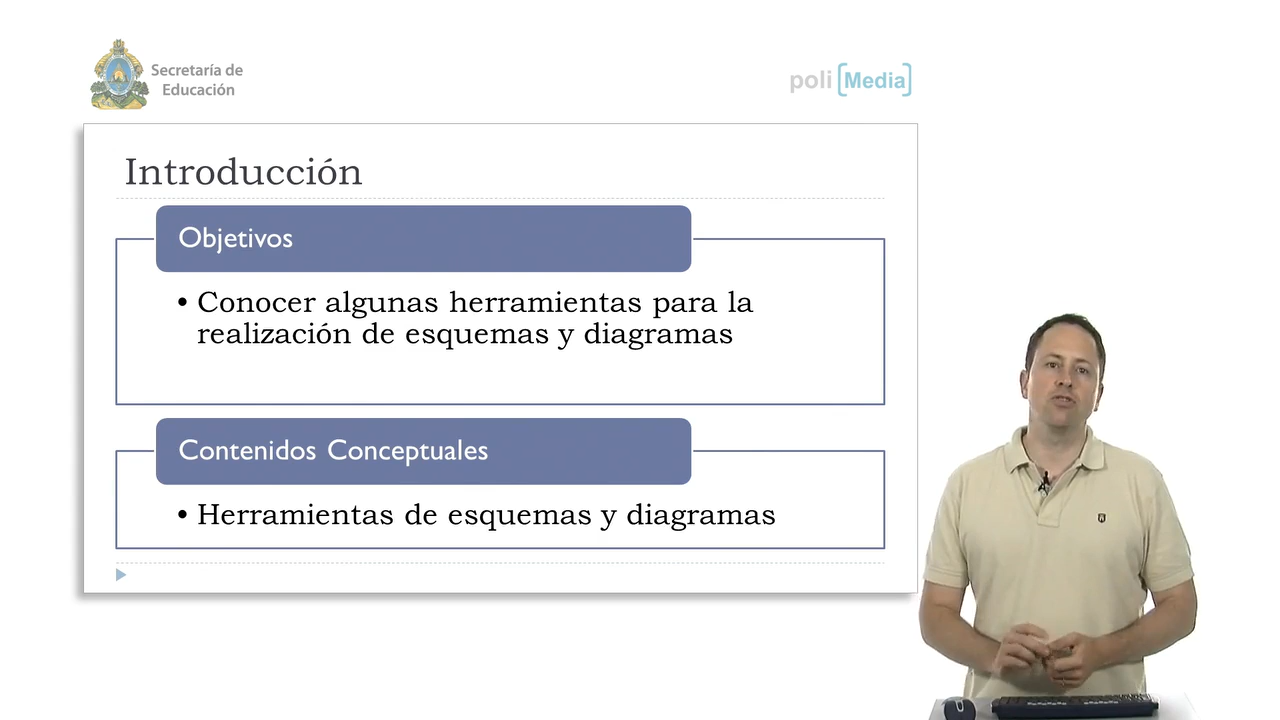 Secretaría de
Educación
poli [Media]
Introducción
Objetivos
• Conocer algunas herramientas para la
realización de esquemas y diagramas
Contenidos Conceptuales
• Herramientas de esquemas y diagramas